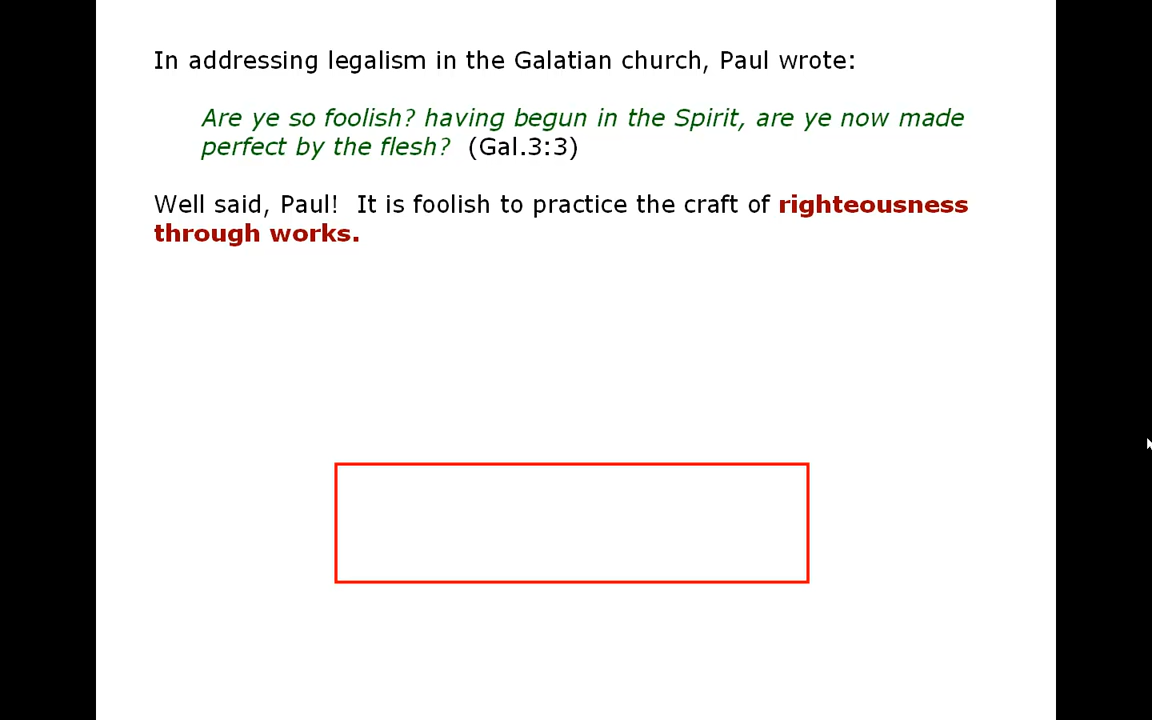 In addressing legalism in the Galatian church, Paul wrote:
Are ye so foolish? having begun in the Spirit, are ye now made
perfect by the flesh?  (Gal.3:3)
Well said, Paul!  It is foolish to practice the craft of righteousness
through works.